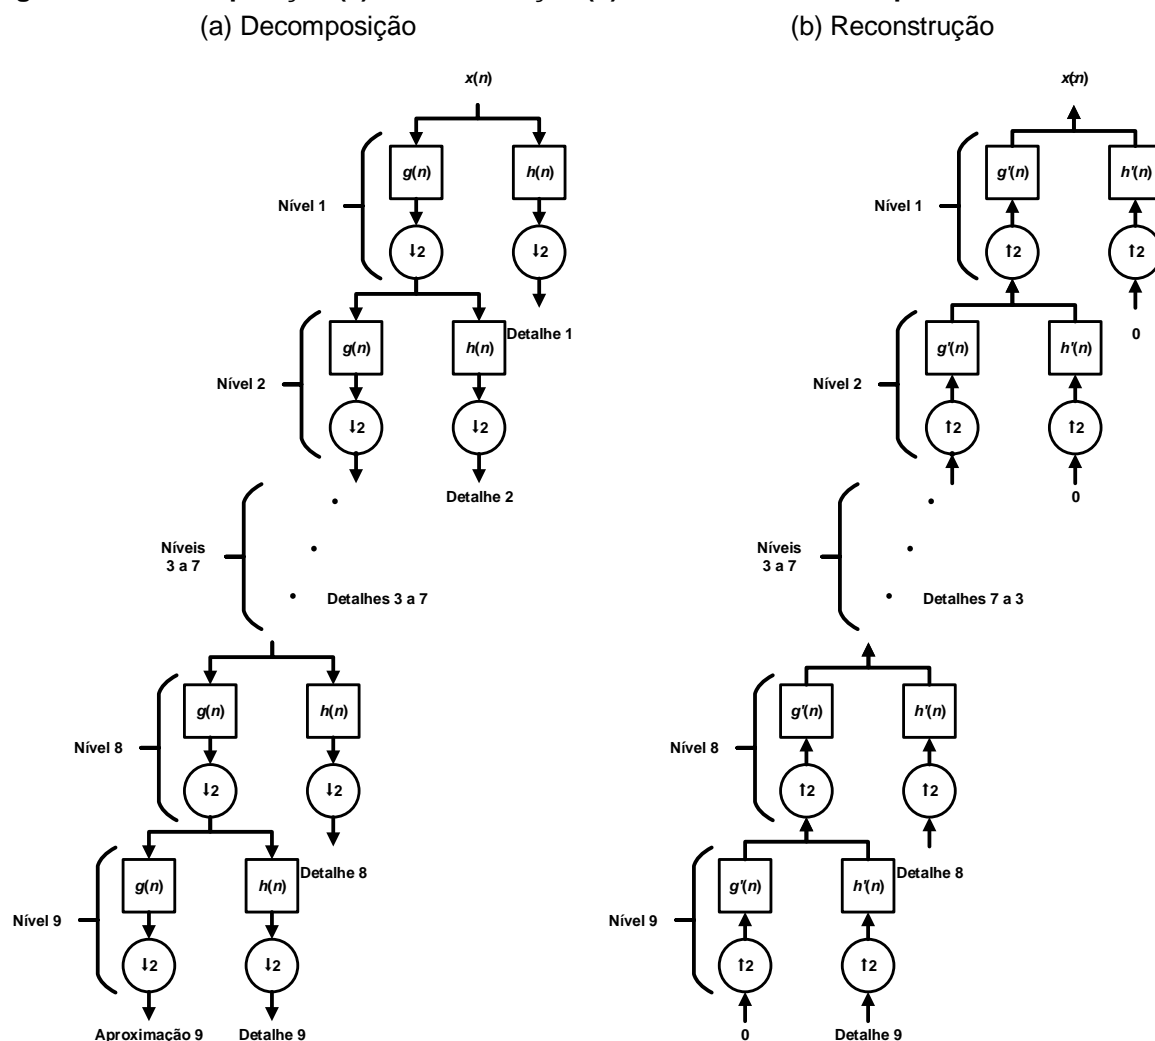 (a) Decomposição
(b) Reconstrução
x(n)
g(n)
h(n)
Nível 1
↓2
↓2
Detalhe 1
g(n)
h(n)
Nível 2
↓2
↓2
Detalhe 2
Níveis
3 a 7
Detalhes 3 a 7
g(n)
h(n)
Nível 8
↓2
↓2
Detalhe 8
g(n)
h(n)
Nível 9
↓2
↓2
Aproximação 9
Detalhe 9
g'(n)
h'(n)
Nível 1
↑2
↑2
0
g'(n)
h'(n)
Nível 2
↑2
↑2
0
Níveis
3 a 7
Detalhes 7 a 3
g'(n)
h'(n)
Nível 8
↑2
↑2
Detalhe 8
g'(n)
h'(n)
Nível 9
↑2
↑2
0
Detalhe 9